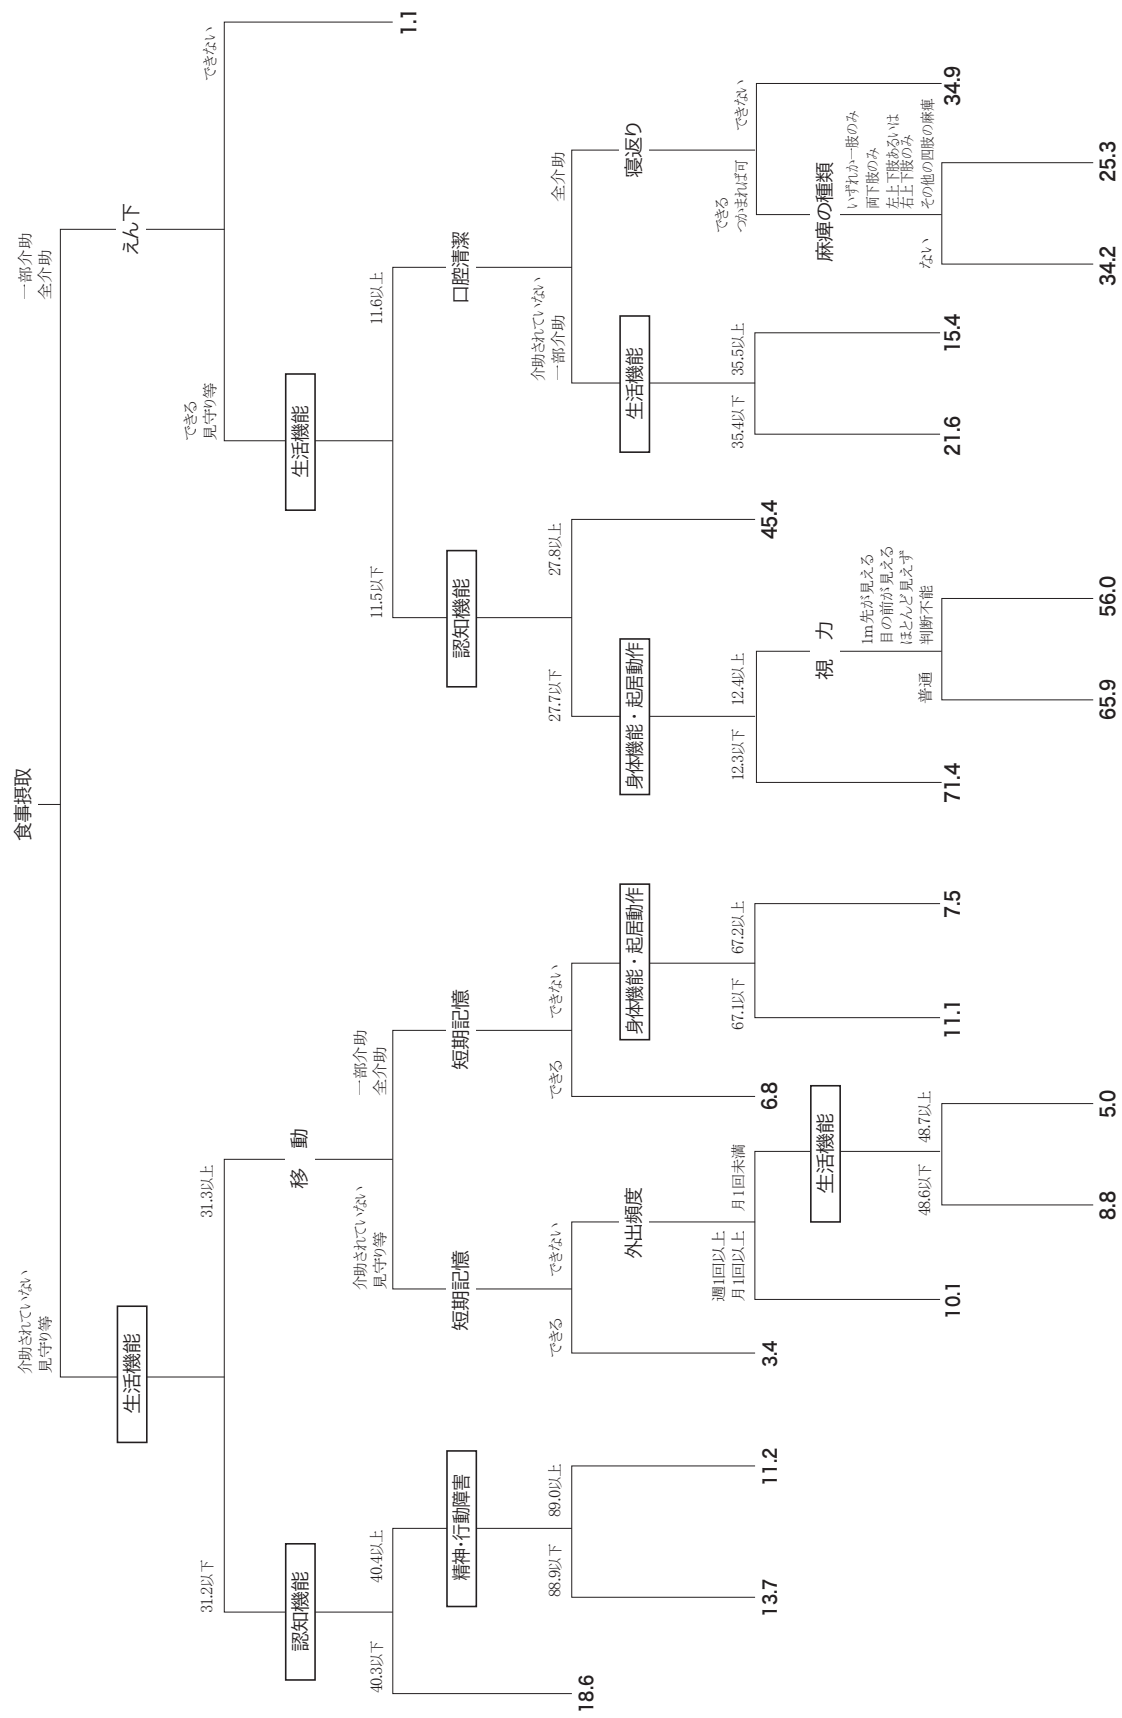 食事摂取
介助されていない
見守り等
一部介助
全介助
生活機能
えん下
31.2以下
31.3以上
できる
見守り等
できない
認知機能
移 動
生活機能
1.1
40.3以下
40.4以上
介助されていない
見守り等
一部介助
全介助
11.5以下
11.6以上
18.6
精神・行動障害
短期記憶
短期記憶
認知機能
口腔清潔
88.9以下
89.0以上
できる
できない
できる
できない
27.7以下
27.8以上
介助されていない
一部介助
全介助
13.7
11.2
3.4
外出頻度
6.8
身体機能・起居動作
身体機能・起居動作
45.4
生活機能
寝返り
週1回以上
月1回以上
月1回未満
67.1以下
67.2以上
12.3以下
12.4以上
35.4以下
35.5以上
できる
つかまれば可
できない
10.1
生活機能
11.1
7.5
71.4
視 力
21.6
15.4
麻痺の種類
34.9
48.6以下
48.7以上
普通
1m先が見える
目の前が見える
ほとんど見えず
判断不能
ない
いずれか一肢のみ
両下肢のみ
左上下肢あるいは
右上下肢のみ
その他の四肢の麻痺
8.8
5.0
65.9
56.0
34.2
25.3